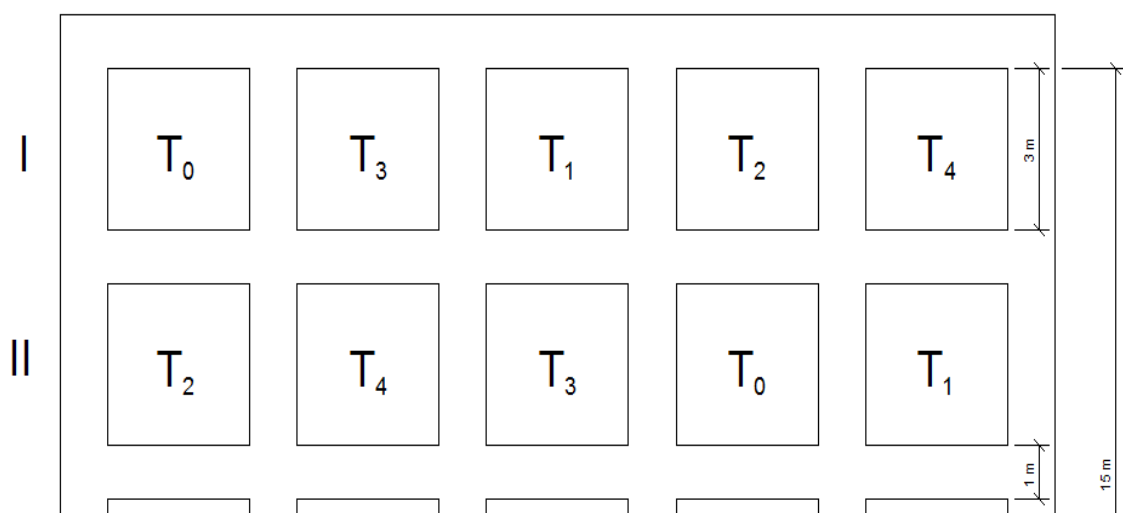 I T₀ T₃ T₁ T₂ T₄ 3 m
II T₂ T₄ T₃ T₀ T₁
1 m
15 m